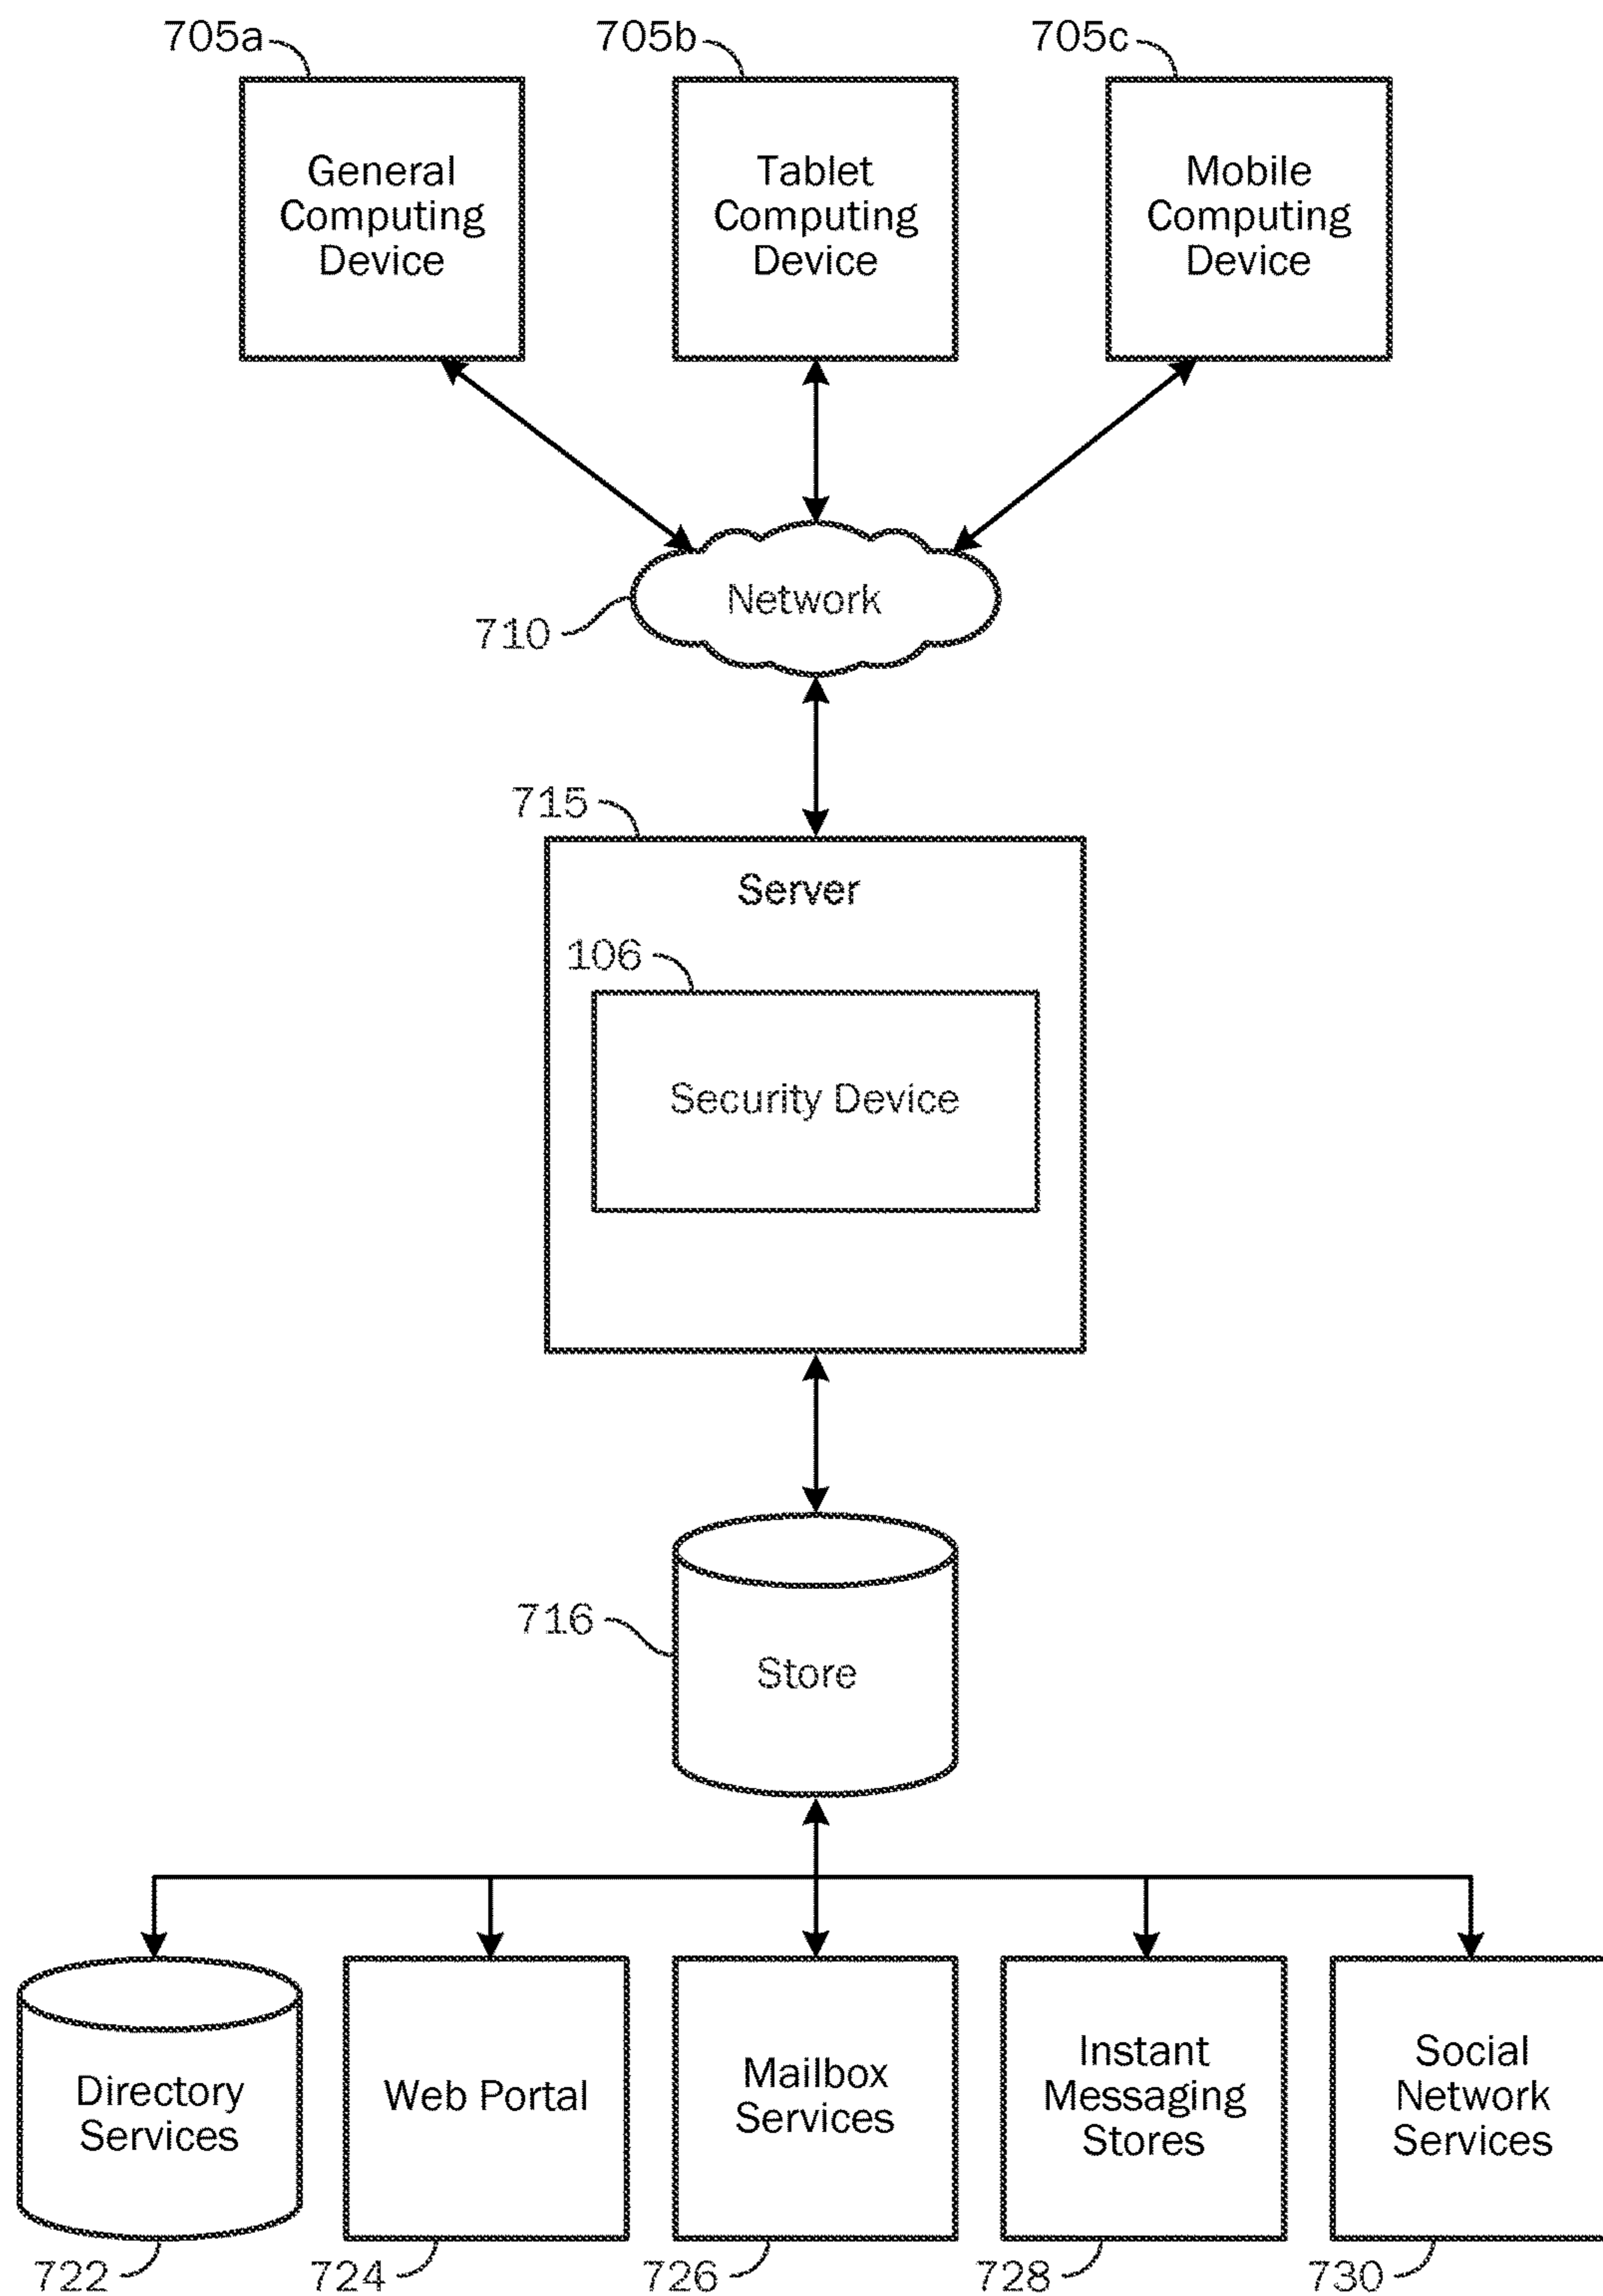 705a
705b
705c
General
Computing
Device
Tablet
Computing
Device
Mobile
Computing
Device
Network
710
715
Server
106
Security Device
716
Store
Directory
Services
Web Portal
Mailbox
Services
Instant
Messaging
Stores
Social
Network
Services
722
724
726
728
730